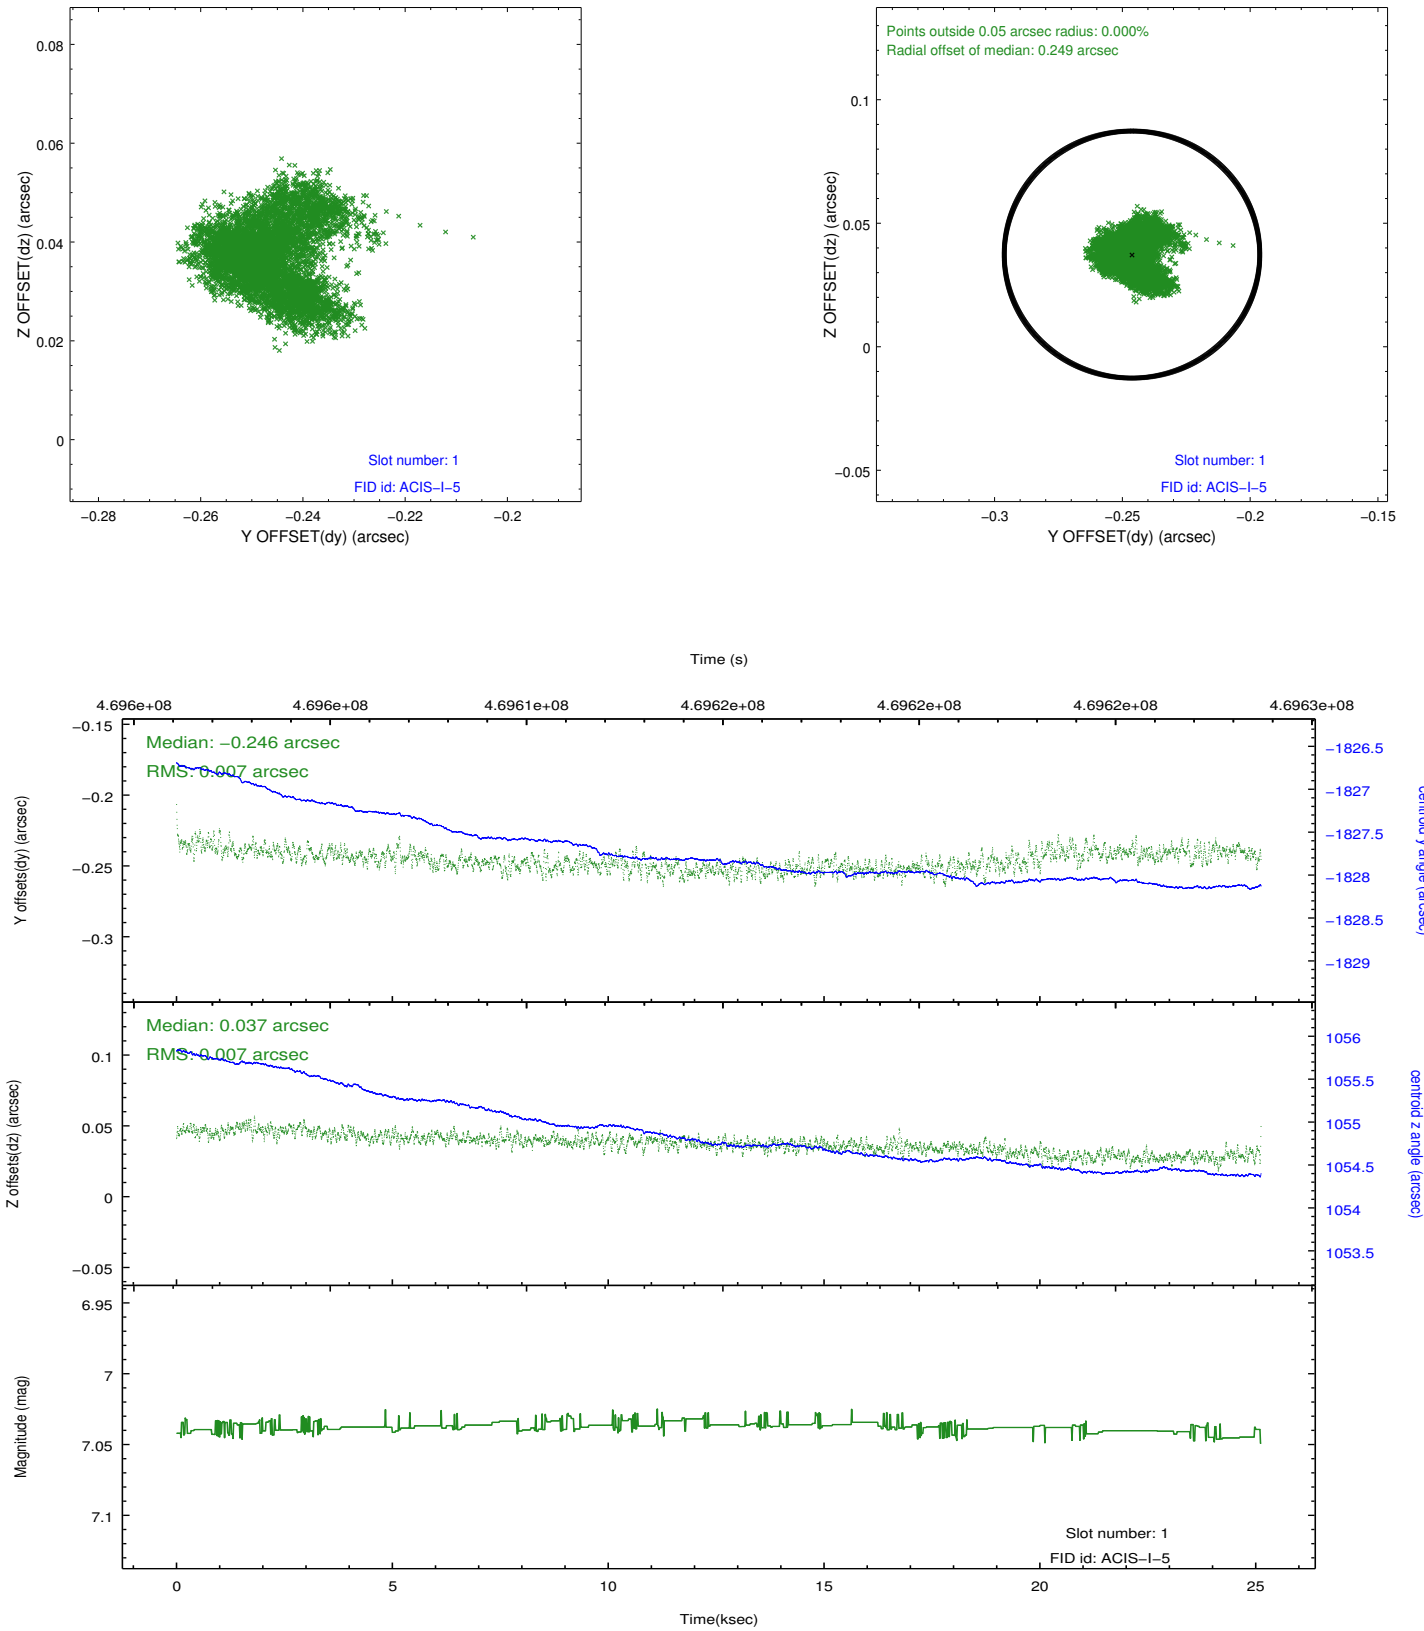 0.08
0.06
0.04
0.02
0
Z OFFSET(dz) (arcsec)
Slot number: 1
FID id: ACIS−I−5
−0.28 −0.26 −0.24 −0.22 −0.2
Y OFFSET(dy) (arcsec)
Points outside 0.05 arcsec radius: 0.000%
Radial offset of median: 0.249 arcsec
0.1
0.05
0
−0.05
Z OFFSET(dz) (arcsec)
Slot number: 1
FID id: ACIS−I−5
−0.3 −0.25 −0.2 −0.15
Y OFFSET(dy) (arcsec)
Time (s)
4.696e+08 4.696e+08 4.6961e+08 4.6962e+08 4.6962e+08 4.6962e+08 4.6963e+08
−0.15
−0.2
−0.25
−0.3
Y offsets(dy) (arcsec)
Median: −0.246 arcsec
RMS: 0.007 arcsec
−1826.5
−1827
−1827.5
−1828
−1828.5
−1829
centroid y angle (arcsec)
0.1
0.05
0
−0.05
Z offsets(dz) (arcsec)
Median: 0.037 arcsec
RMS: 0.007 arcsec
1056
1055.5
1055
1054.5
1054
1053.5
centroid z angle (arcsec)
6.95
7
7.05
7.1
Magnitude (mag)
Slot number: 1
FID id: ACIS−I−5
0 5 10 15 20 25
Time(ksec)